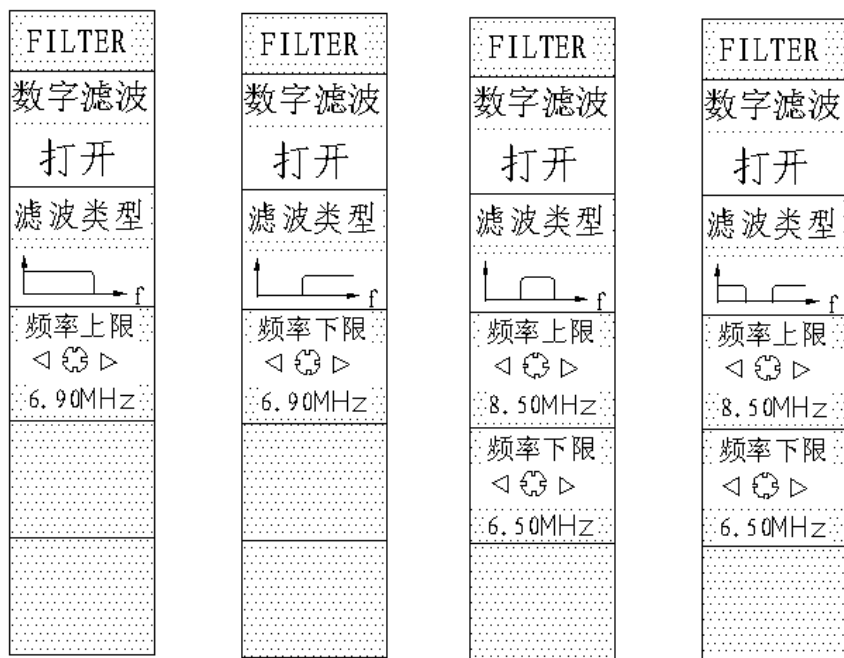 FILTER
数字滤波
打开
滤波类型
f
频率上限
6.90MHz
FILTER
数字滤波
打开
滤波类型
f
频率下限
6.90MHz
FILTER
数字滤波
打开
滤波类型
f
频率上限
8.50MHz
频率下限
6.50MHz
FILTER
数字滤波
打开
滤波类型
f
频率上限
8.50MHz
频率下限
6.50MHz